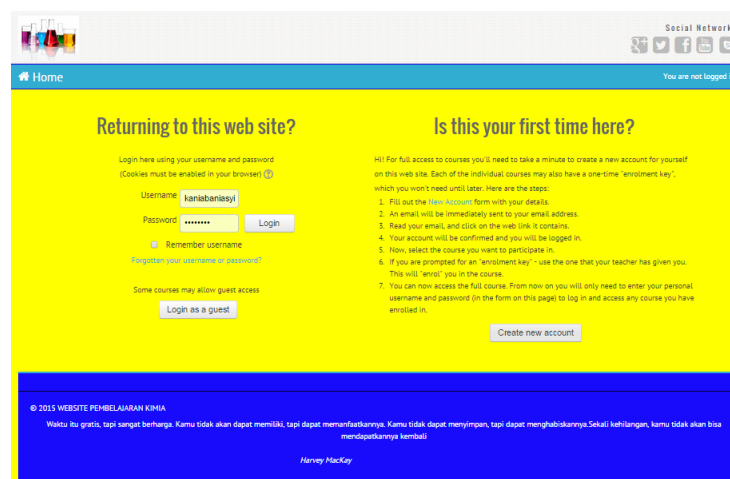 Social Network
Home
You are not logged
Returning to this web site?
Login here using your username and password
(Cookies must be enabled in your browser)
Username kaniabaniasyi
Password •••••••• Login
Remember username
Forgotten your username or password?
Some courses may allow guest access
Login as a guest
Is this your first time here?
Hi! For full access to courses you'll need to take a minute to create a new account for yourself
on this web site. Each of the individual courses may also have a one-time "enrolment key",
which you won't need until later. Here are the steps:
1. Fill out the New Account form with your details.
2. An email will be immediately sent to your email address.
3. Read your email, and click on the web link it contains.
4. Your account will be confirmed and you will be logged in.
5. Now, select the course you want to participate in.
6. If you are prompted for an "enrolment key" - use the one that your teacher has given you.
This will "enrol" you in the course.
7. You can now access the full course. From now on you will only need to enter your personal
username and password (in the form on this page) to log in and access any course you have
enrolled in.
Create new account
© 2015 WEBSITE PEMBELAJARAN KIMIA
Waktu itu gratis, tapi sangat berharga. Kamu tidak akan dapat memiliki, tapi dapat memanfaatkannya. Kamu tidak dapat menyimpan, tapi dapat menghabiskannya.Sekali kehilangan, kamu tidak akan bisa
mendapatkannya kembali
Harvey MacKay